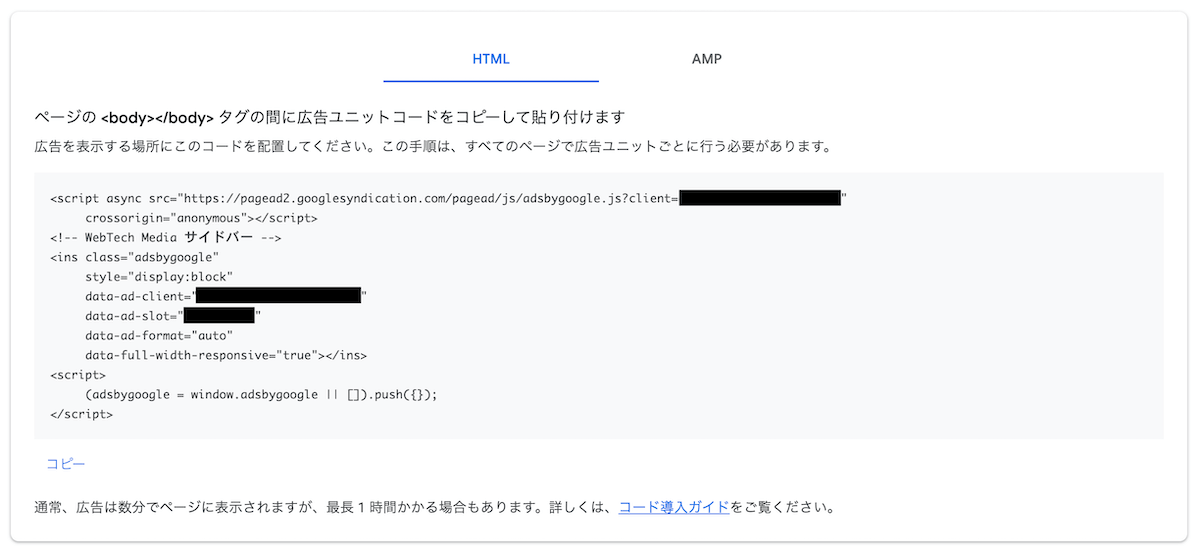 HTML
AMP
ページの <body></body> タグの間に広告ユニットコードをコピーして貼り付けます
広告を表示する場所にこのコードを配置してください。この手順は、すべてのページで広告ユニットごとに行う必要があります。
<script async src="https://pagead2.googlesyndication.com/pagead/js/adsbygoogle.js?client="
crossorigin="anonymous"></script>
<!-- WebTech Media サイドバー -->
<ins class="adsbygoogle"
style="display:block"
data-ad-client=""
data-ad-slot=""
data-ad-format="auto"
data-full-width-responsive="true"></ins>
<script>
(adsbygoogle = window.adsbygoogle || []).push({});
</script>
コピー
通常、広告は数分でページに表示されますが、最長 1 時間かかる場合もあります。詳しくは、コード導入ガイドをご覧ください。